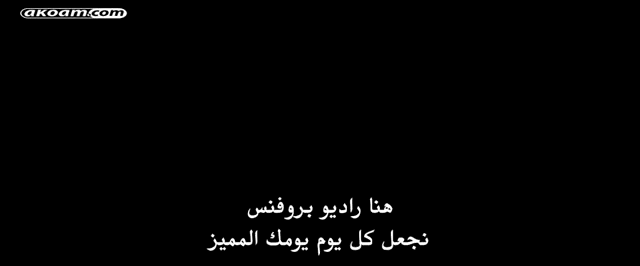 akoam.com
هنا راديو بروفنس
نجعل كل يوم يومك المميز